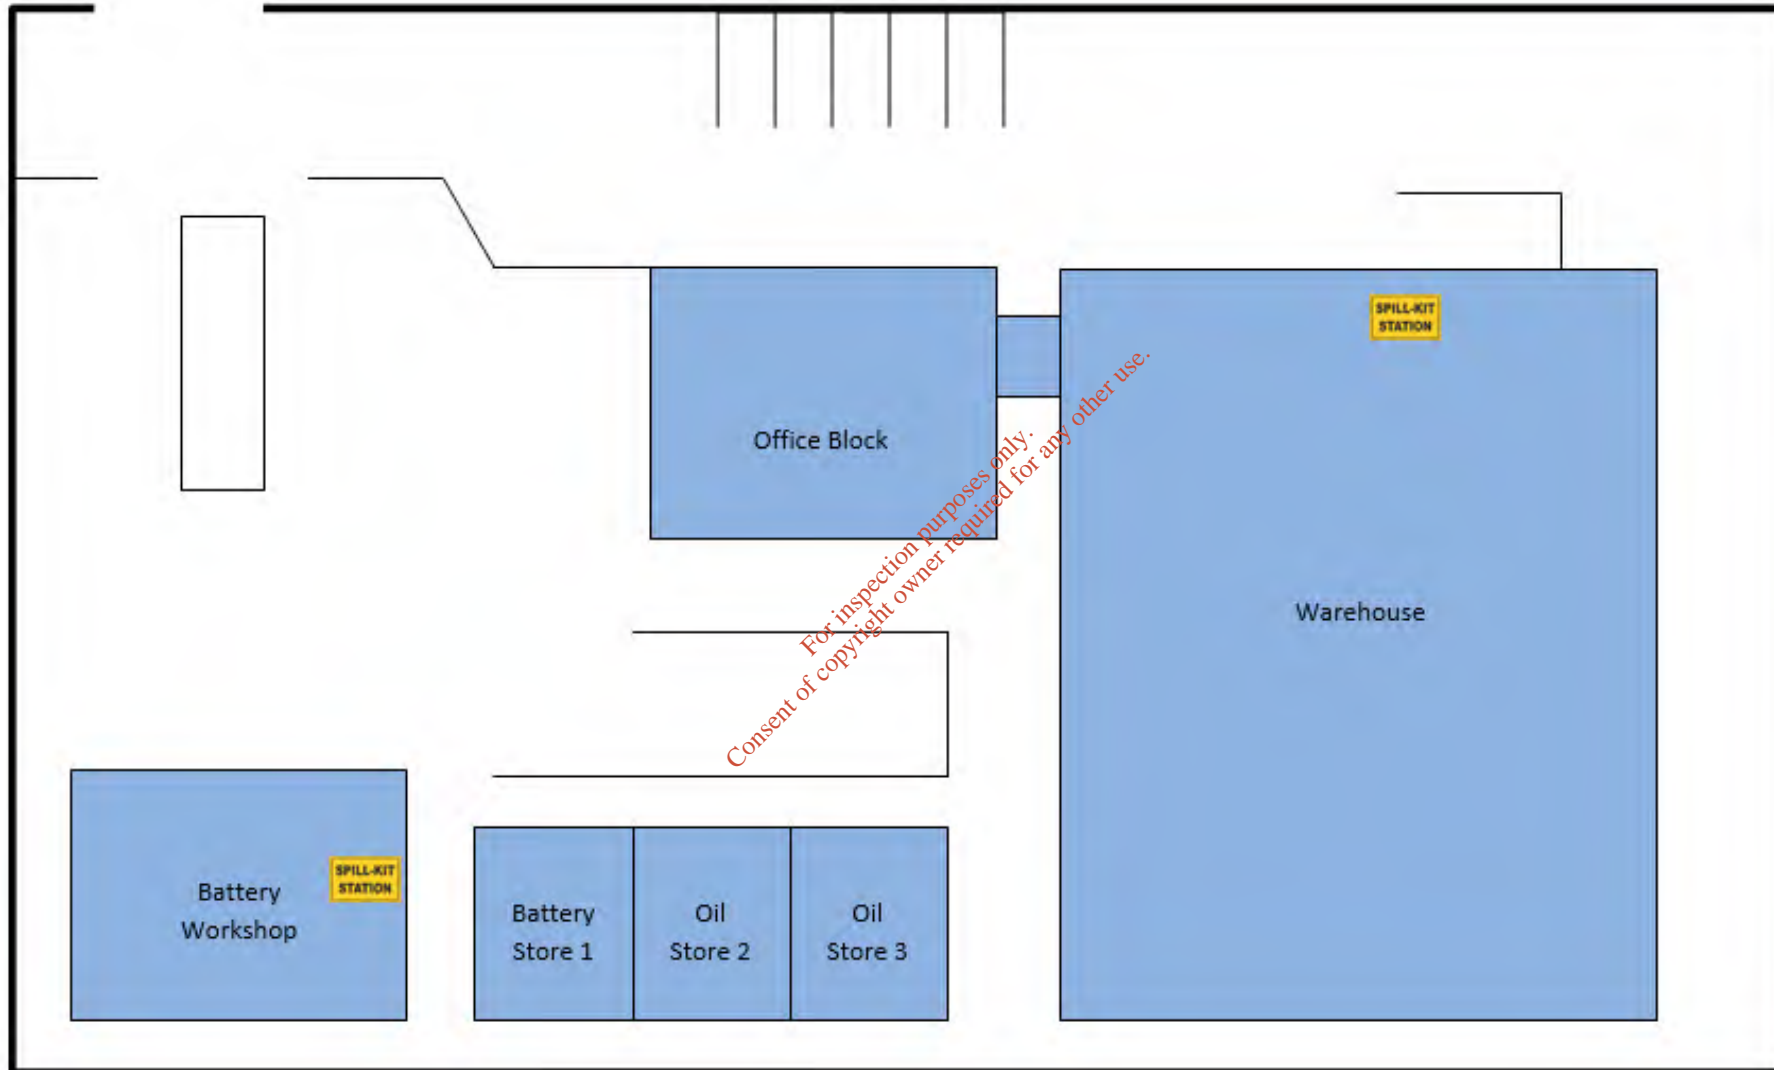 SPILL-KIT
STATION
Office Block
For inspection purposes only.
Consent of copyright owner required for any other use.
Warehouse
SPILL-KIT
STATION
Battery
Workshop
Battery
Store 1
Oil
Store 2
Oil
Store 3